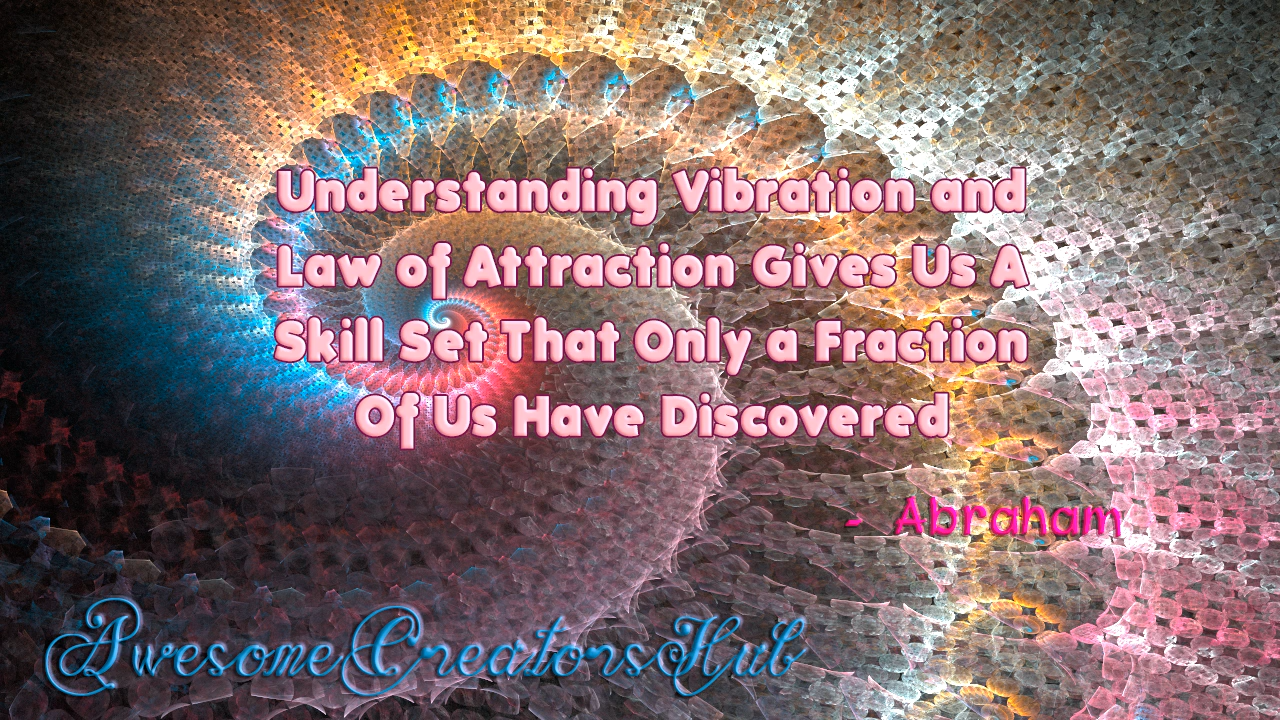 Understanding Vibration and
Law of Attraction Gives Us A
Skill Set That Only a Fraction
Of Us Have Discovered
- Abraham
AwesomeCreatorsHub